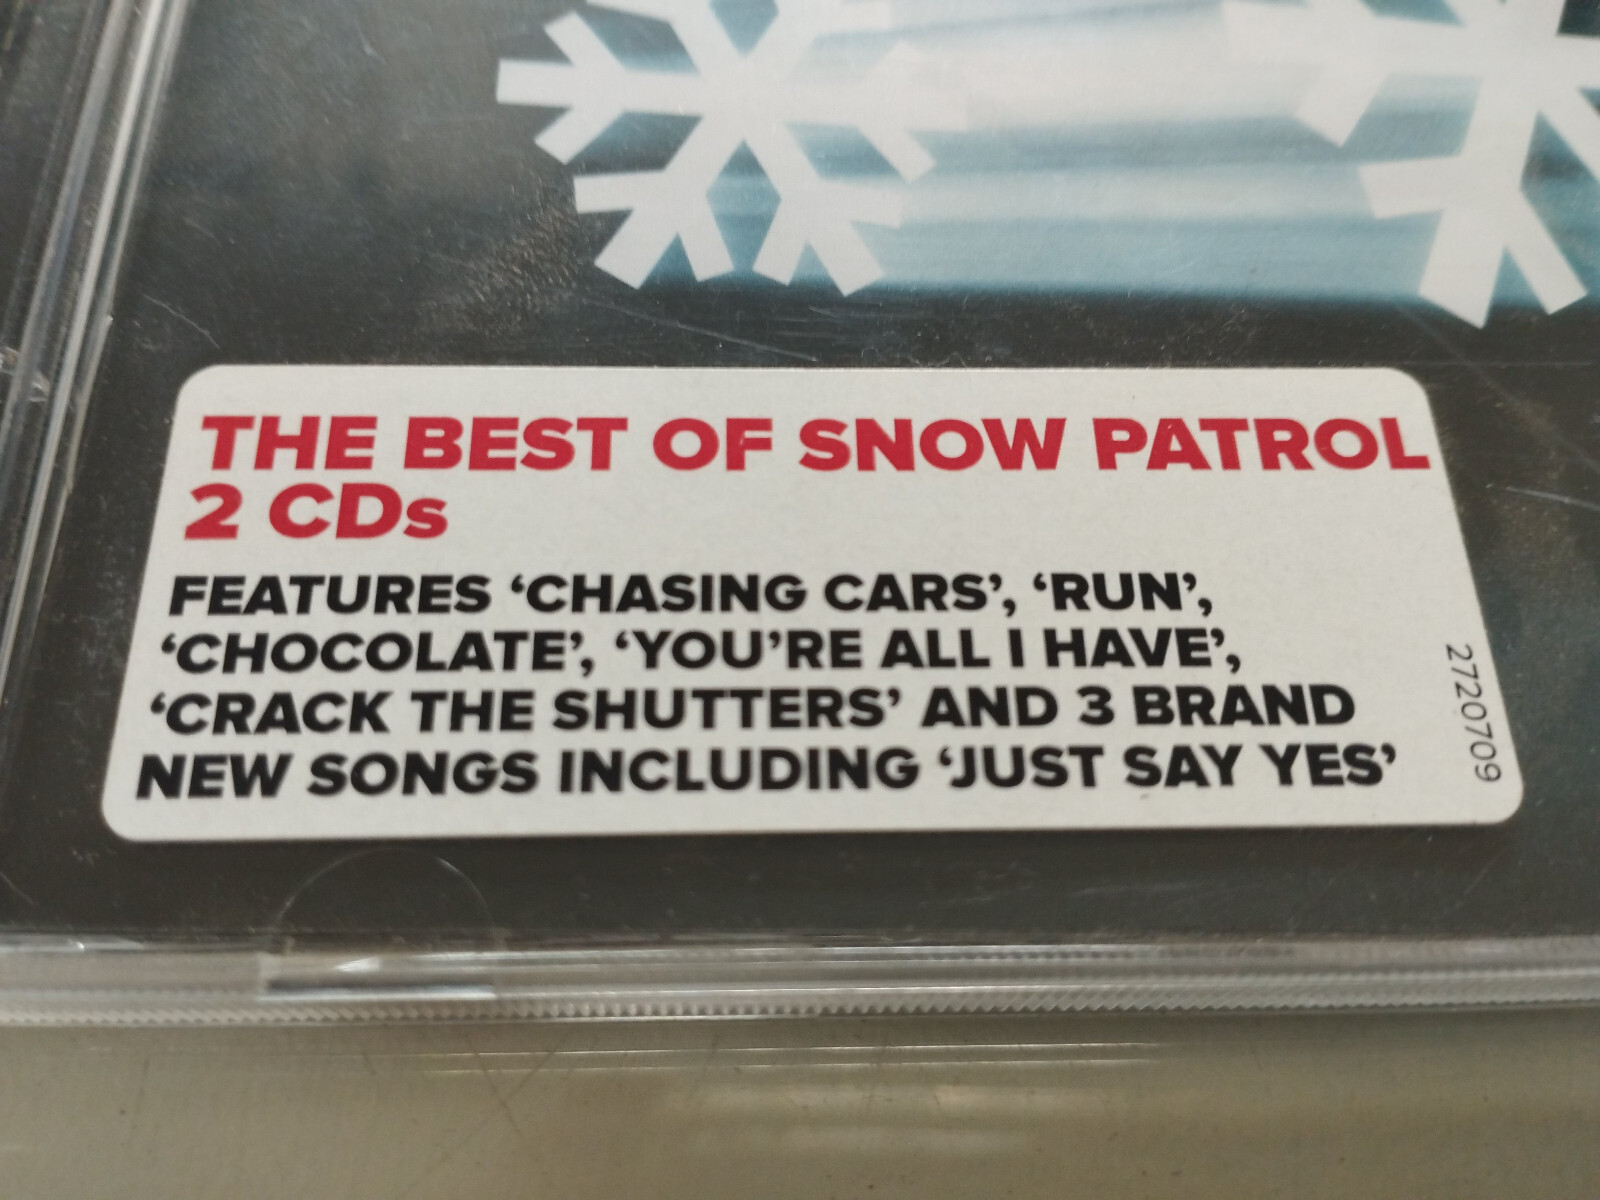 THE BEST OF SNOW PATROL
2 CDs
FEATURES ‘CHASING CARS’, ‘RUN’,
‘CHOCOLATE’, ‘YOU’RE ALL I HAVE’,
‘CRACK THE SHUTTERS’ AND 3 BRAND
NEW SONGS INCLUDING ‘JUST SAY YES’
2720709